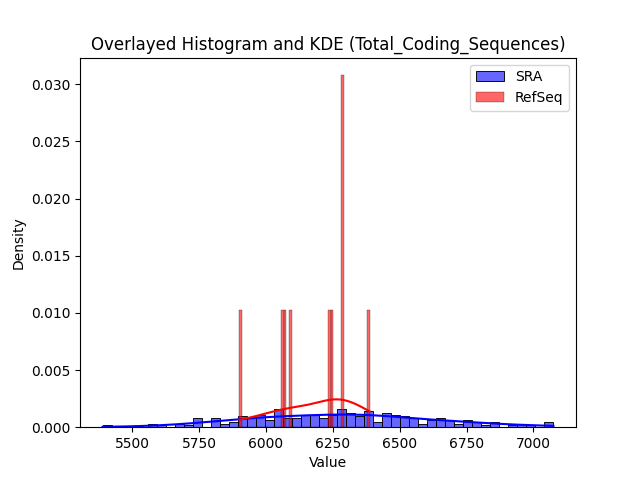 Overlayed Histogram and KDE (Total_Coding_Sequences)
SRA
RefSeq
0.030
0.025
0.020
0.015
0.010
0.005
0.000
Density
5500 5750 6000 6250 6500 6750 7000
Value